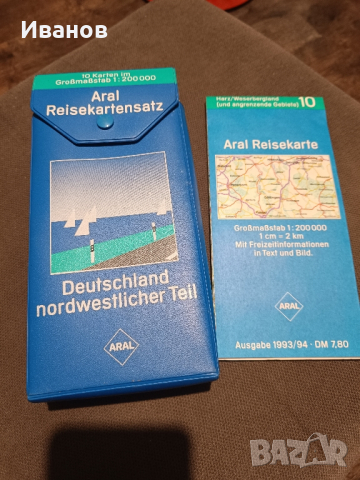 Иванов
10 Karten im
Großmaßstab 1:200 000
Aral
Reisekartensatz
Deutschland
nordwestlicher Teil
ARAL
Harz/Weserbergland
(und angrenzende Gebiete) 10
Aral Reisekarte
Großmaßstab 1:200 000
1 cm = 2 km
Mit Freizeitinformationen
in Text und Bild.
ARAL
Ausgabe 1993/94 · DM 7,80
BAZAR